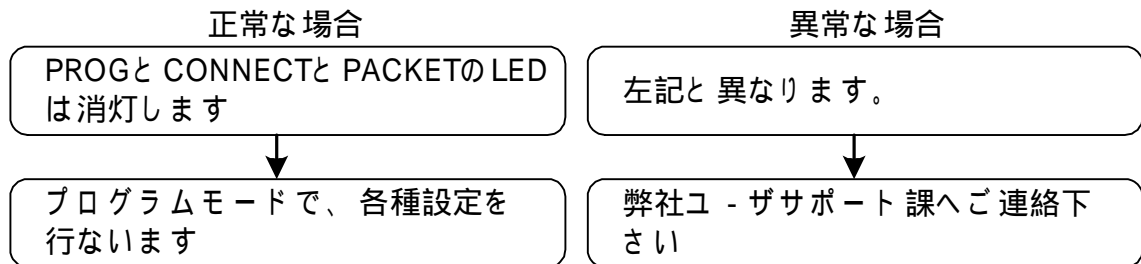 正常な場合
PROGとCONNECTとPACKETのLED
は消灯します
プログラムモードで、各種設定を
行ないます
異常な場合
左記と異なります。
弊社ユ-ザサポート課へご連絡下
さい